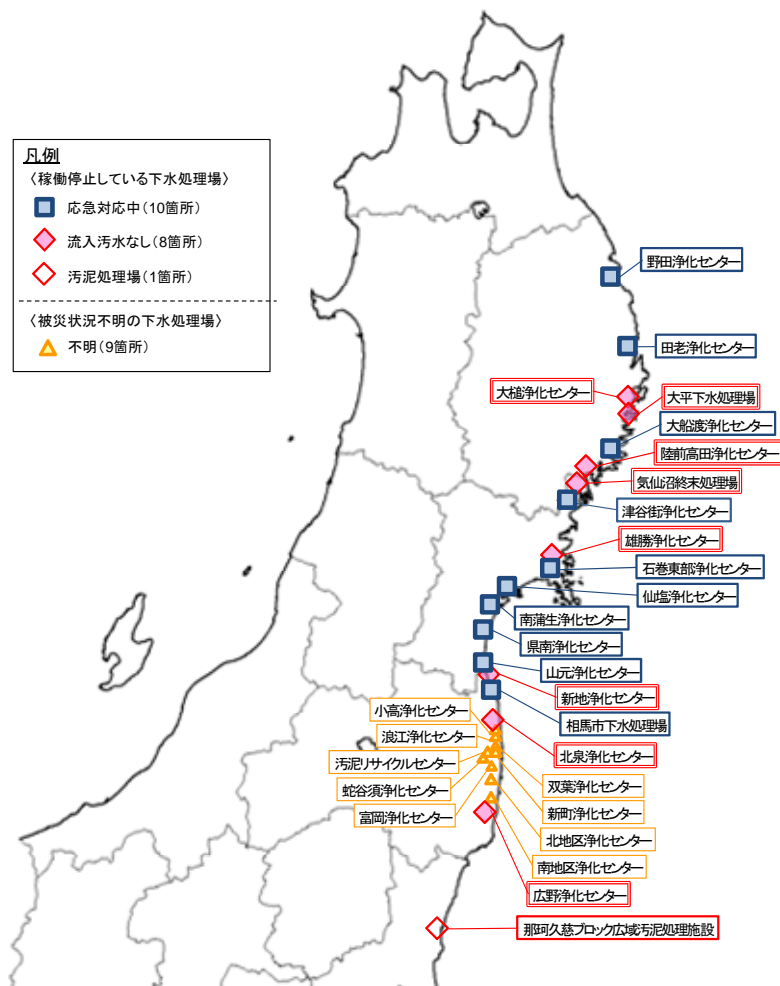 凡例
〈稼働停止している下水処理場〉
応急対応中(10箇所)
流入汚水なし(8箇所)
汚泥処理場(1箇所)
〈被災状況不明の下水処理場〉
不明(9箇所)
野田浄化センター
田老浄化センター
大槌浄化センター
大平下水処理場
大船渡浄化センター
陸前高田浄化センター
気仙沼終末処理場
津谷街浄化センター
雄勝浄化センター
石巻東部浄化センター
仙塩浄化センター
南蒲生浄化センター
県南浄化センター
山元浄化センター
新地浄化センター
相馬市下水処理場
北泉浄化センター
小高浄化センター
浪江浄化センター
汚泥リサイクルセンター
蛇谷須浄化センター
富岡浄化センター
双葉浄化センター
新町浄化センター
北地区浄化センター
南地区浄化センター
広野浄化センター
那珂久慈ブロック広域汚泥処理施設